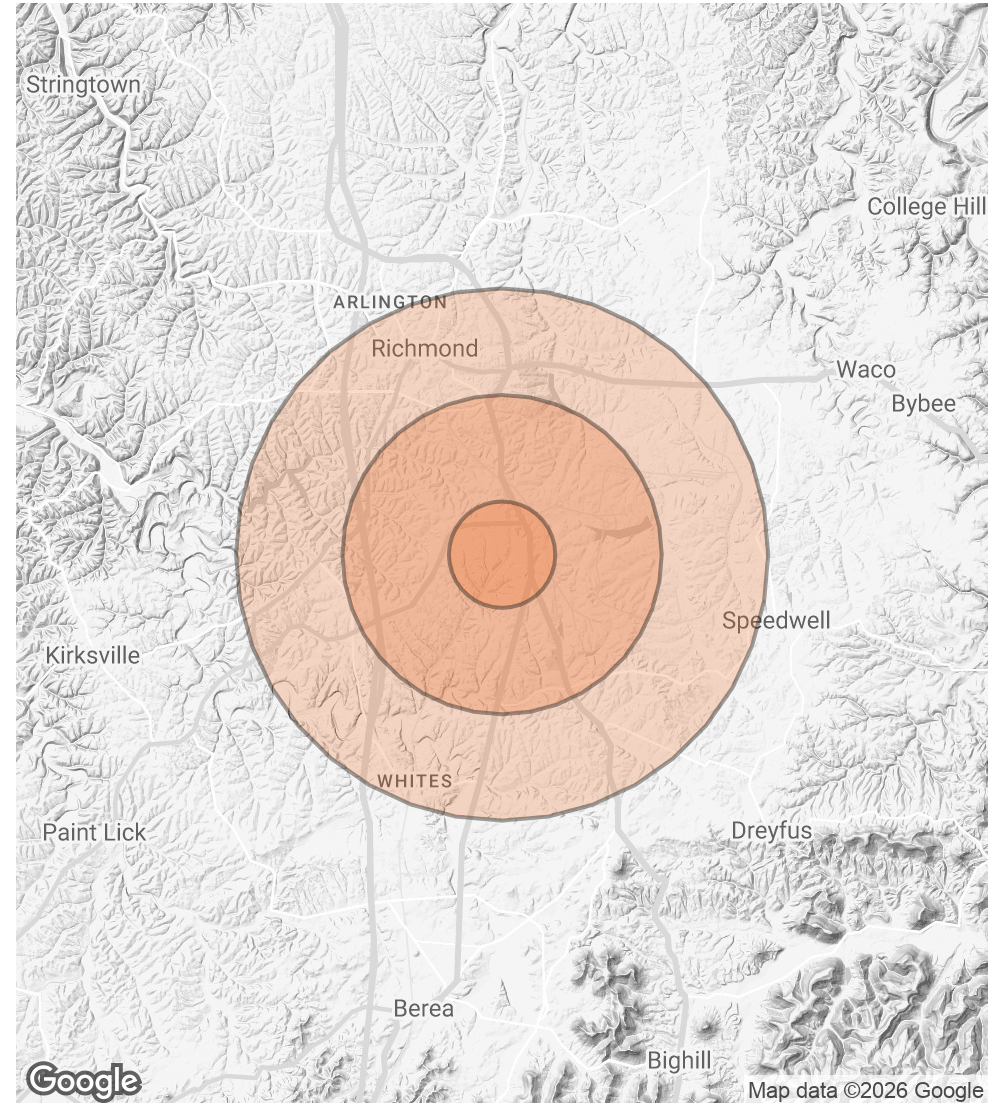 Stringtown
College Hill
ARLINGTON
Richmond
Waco
Bybee
Speedwell
Kirksville
WHITES
Paint Lick
Dreyfus
Berea
Bighill
Google
Map data ©2026 Google